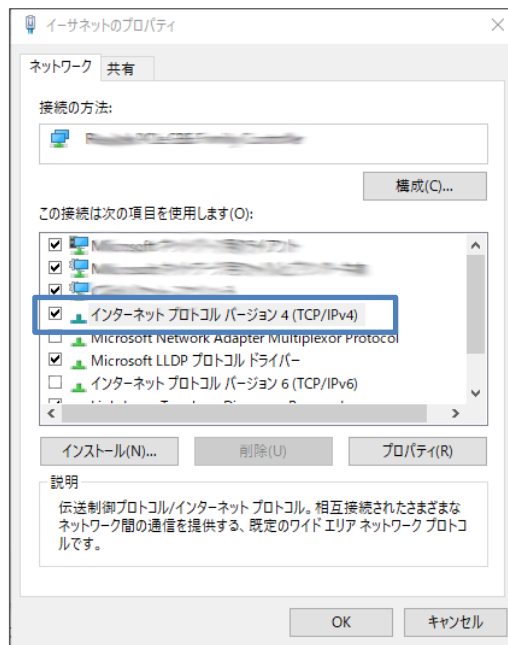 イーサネットのプロパティ
ネットワーク 共有
接続の方法:
構成(C)...
この接続は次の項目を使用します(O):
Microsoft
Microsoft
インターネット プロトコル バージョン 4 (TCP/IPv4)
Microsoft Network Adapter Multiplexor Protocol
Microsoft LLDP プロトコル ドライバー
インターネット プロトコル バージョン 6 (TCP/IPv6)
インストール(N)... 削除(U) プロパティ(R)
説明
伝送制御プロトコル/インターネット プロトコル。相互接続されたさまざまな
ネットワーク間の通信を提供する、既定のワイド エリア ネットワーク プロトコ
ルです。
OK キャンセル